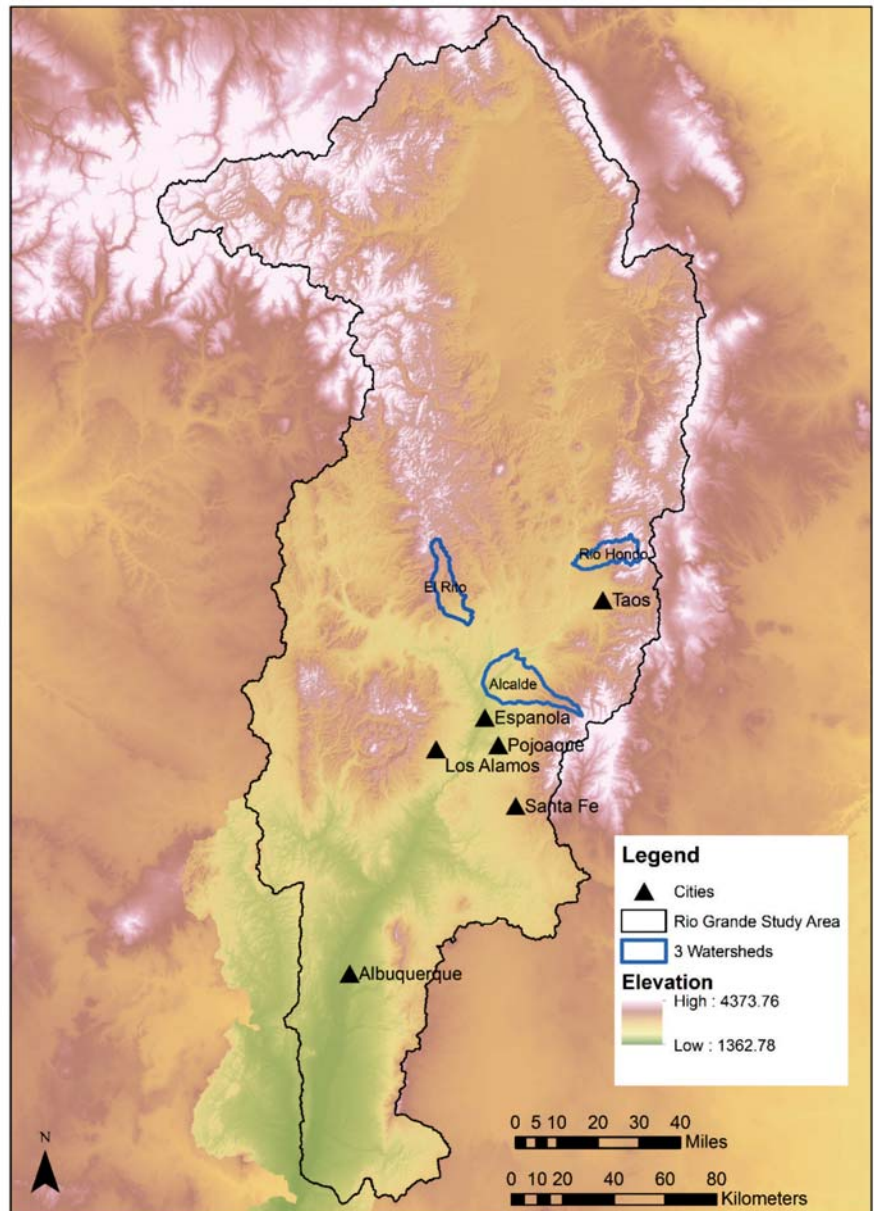 Rio Hondo
El Rito
Taos
Alcalde
Espanola
Pojoaque
Los Alamos
Santa Fe
Albuquerque
Legend
Cities
Rio Grande Study Area
3 Watersheds
Elevation
High : 4373.76
Low : 1362.78
N
0 5 10 20 30 40
Miles
0 10 20 40 60 80
Kilometers